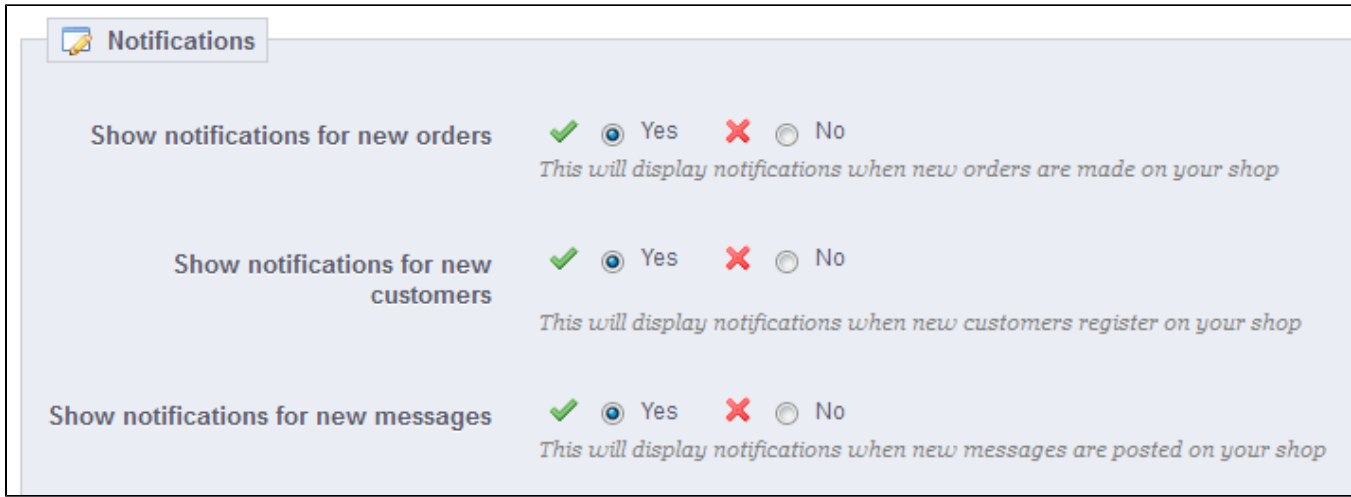 Notifications
Show notifications for new orders
Yes No
This will display notifications when new orders are made on your shop
Show notifications for new
customers
Yes No
This will display notifications when new customers register on your shop
Show notifications for new messages
Yes No
This will display notifications when new messages are posted on your shop